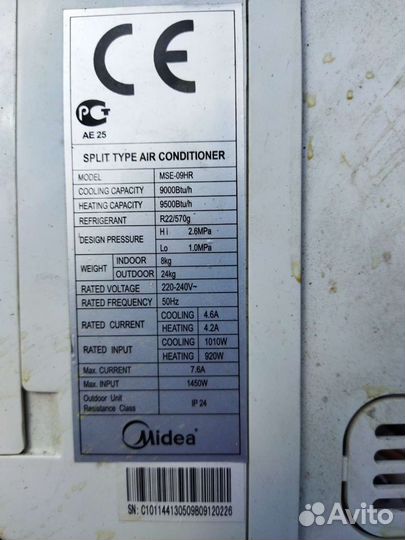 CE
РСТ
AE 25
SPLIT TYPE AIR CONDITIONER
MODEL MSE-09HR
COOLING CAPACITY 9000Btu/h
HEATING CAPACITY 9500Btu/h
REFRIGERANT R22/570g
DESIGN PRESSURE Hi 2.6MPa
Lo 1.0MPa
WEIGHT INDOOR 8kg
OUTDOOR 24kg
RATED VOLTAGE 220-240V~
RATED FREQUENCY 50Hz
RATED CURRENT COOLING 4.6A
HEATING 4.2A
RATED INPUT COOLING 1010W
HEATING 920W
Max. CURRENT 7.6A
Max. INPUT 1450W
Outdoor Unit
Resistance Class IP 24
Midea
SN: C101144130509B09120226
Avito